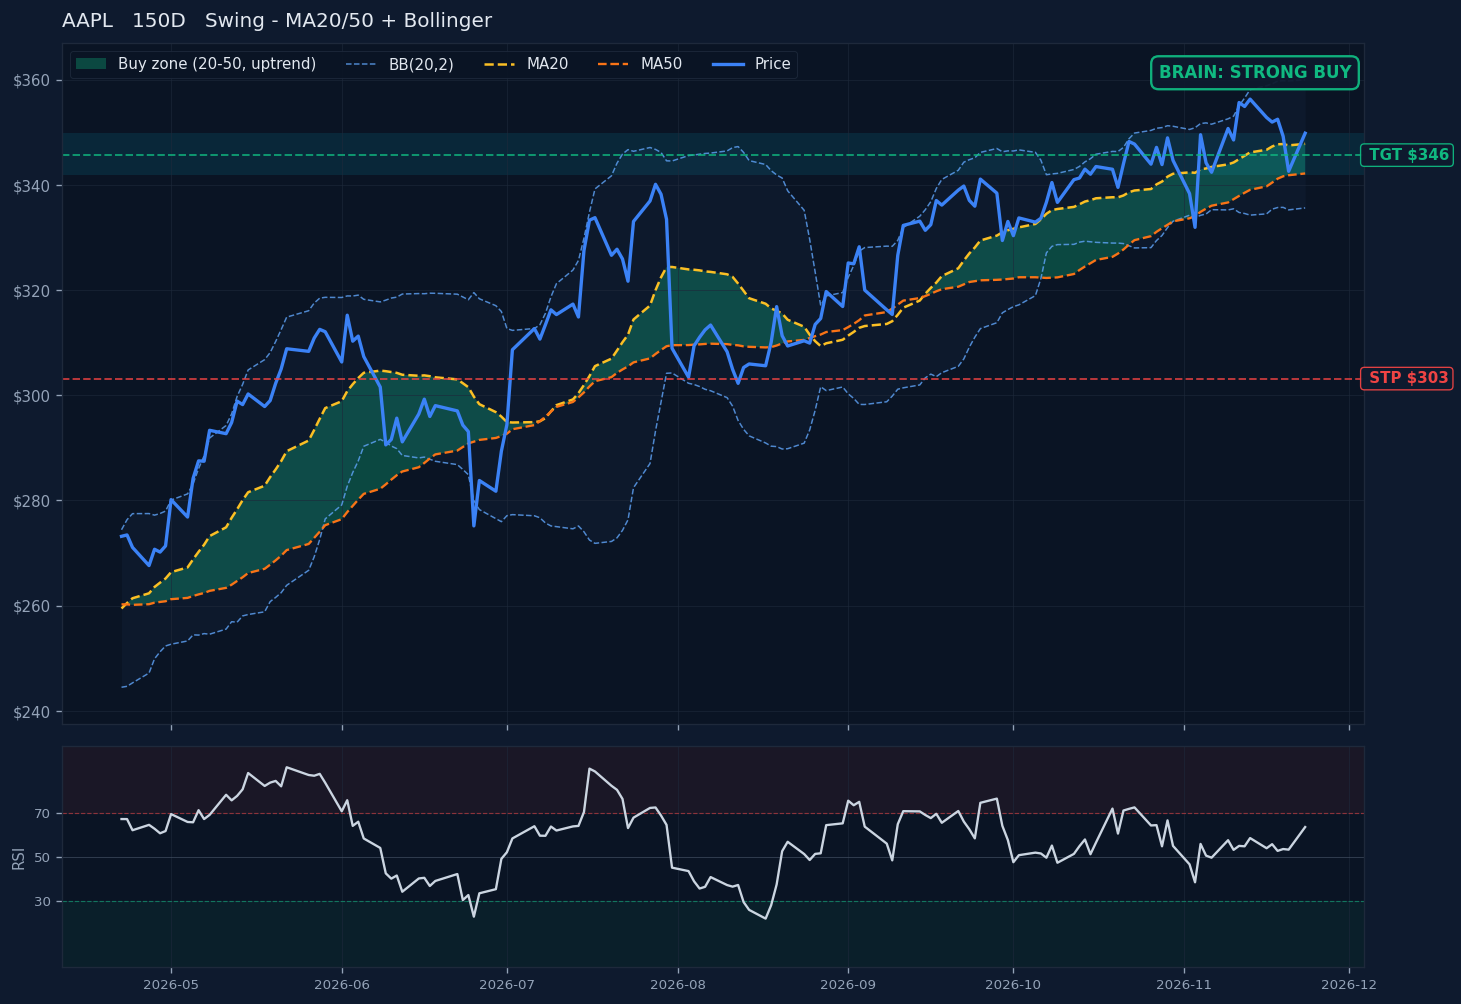 AAPL 150D Swing - MA20/50 + Bollinger
Buy zone (20-50, uptrend) BB(20,2) MA20 MA50 Price
BRAIN: STRONG BUY
$360
$340
$320
$300
$280
$260
$240
TGT $346
STP $303
RSI
70
50
30
2026-05 2026-06 2026-07 2026-08 2026-09 2026-10 2026-11 2026-12